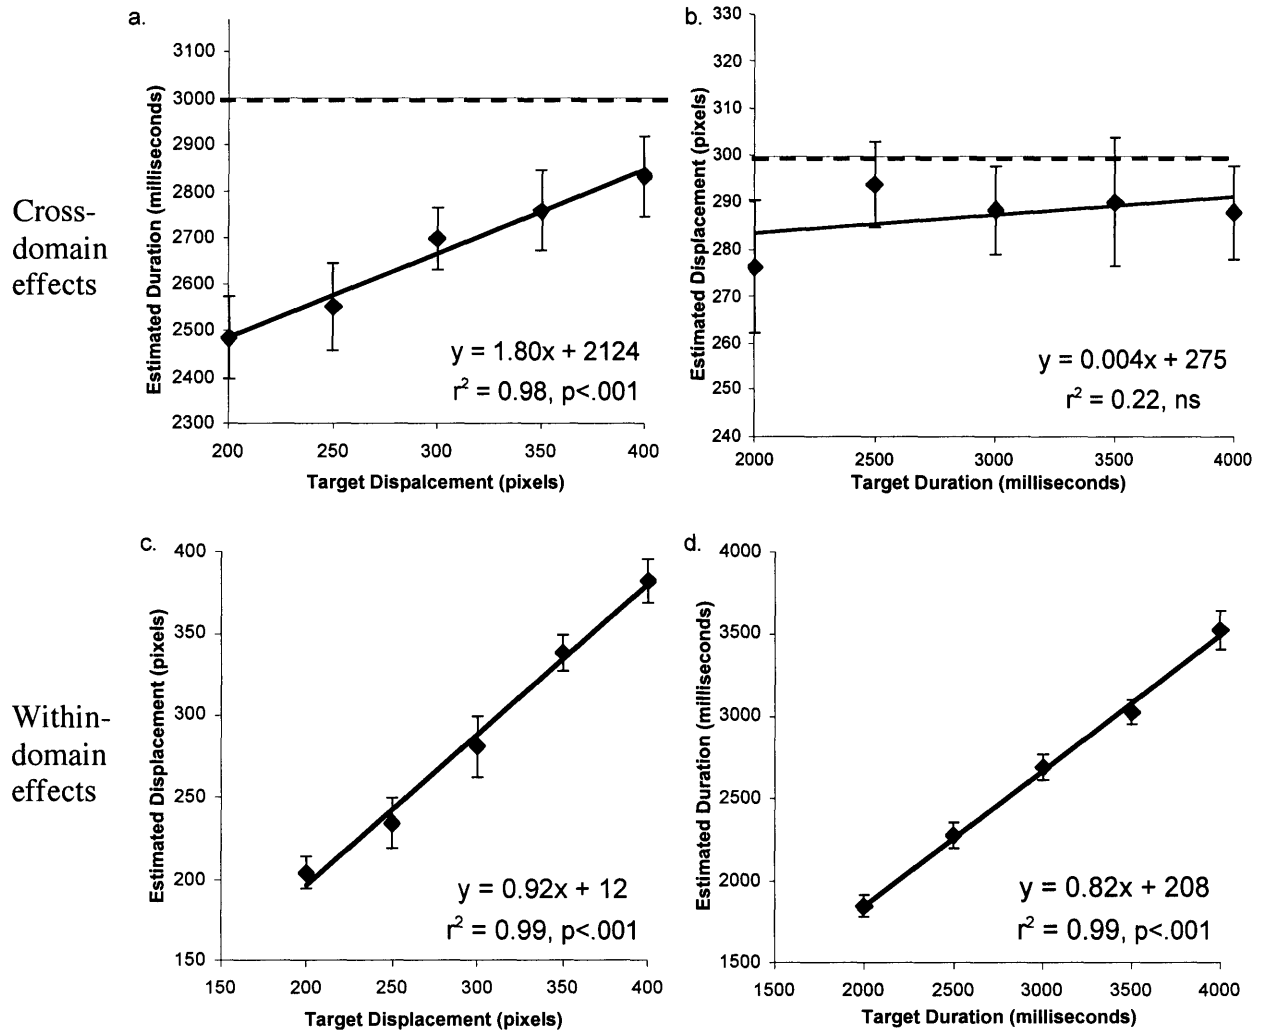 a.
3100
3000
2900
2800
2700
2600
2500
2400
2300
200 250 300 350 400
Estimated Duration (milliseconds)
Target Dispalcement (pixels)
y = 1.80x + 2124
r² = 0.98, p<.001
b.
330
320
310
300
290
280
270
260
250
240
2000 2500 3000 3500 4000
Estimated Displacement (pixels)
Target Duration (milliseconds)
y = 0.004x + 275
r² = 0.22, ns
Cross-
domain
effects
c.
400
350
300
250
200
150
150 200 250 300 350 400
Estimated Displacement (pixels)
Target Displacement (pixels)
y = 0.92x + 12
r² = 0.99, p<.001
d.
4000
3500
3000
2500
2000
1500
1500 2000 2500 3000 3500 4000
Estimated Duration (milliseconds)
Target Duration (milliseconds)
y = 0.82x + 208
r² = 0.99, p<.001
Within-
domain
effects